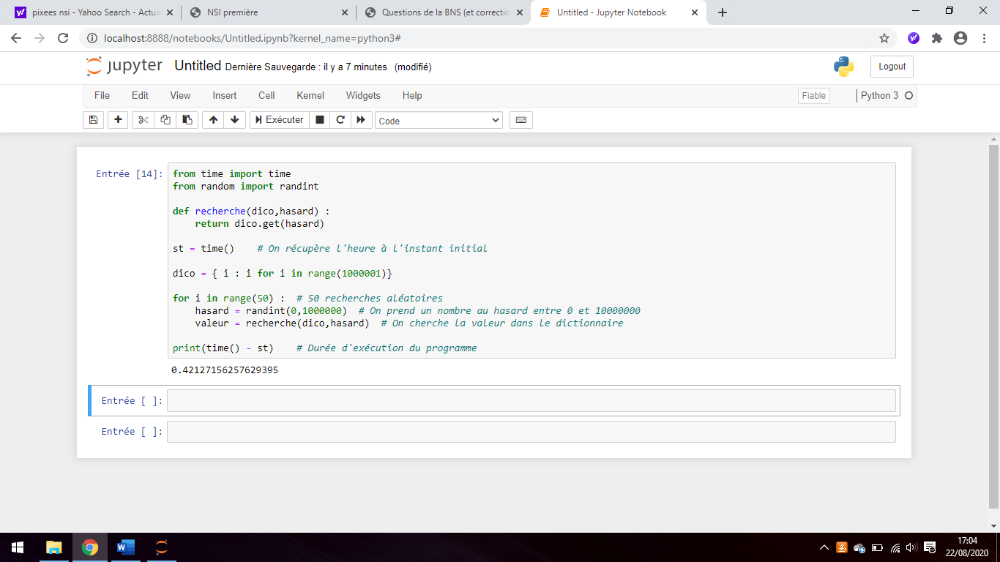 pixees nsi - Yahoo Search - Actua
NSI première
Questions de la BNS (et correctio
Untitled - Jupyter Notebook
localhost:8888/notebooks/Untitled.ipynb?kernel_name=python3#
jupyter Untitled Dernière Sauvegarde : il y a 7 minutes (modifié)
Logout
File Edit View Insert Cell Kernel Widgets Help
Fiable
Python 3
Exécuter
Code
Entrée [14]:
from time import time
from random import randint
def recherche(dico,hasard) :
    return dico.get(hasard)
st = time()    # On récupère l'heure à l'instant initial
dico = { i : i for i in range(1000001)}
for i in range(50) :  # 50 recherches aléatoires
    hasard = randint(0,1000000)  # On prend un nombre au hasard entre 0 et 10000000
    valeur = recherche(dico,hasard)  # On cherche la valeur dans le dictionnaire
print(time() - st)    # Durée d'exécution du programme
0.42127156257629395
Entrée [ ]:
Entrée [ ]:
17:04
22/08/2020